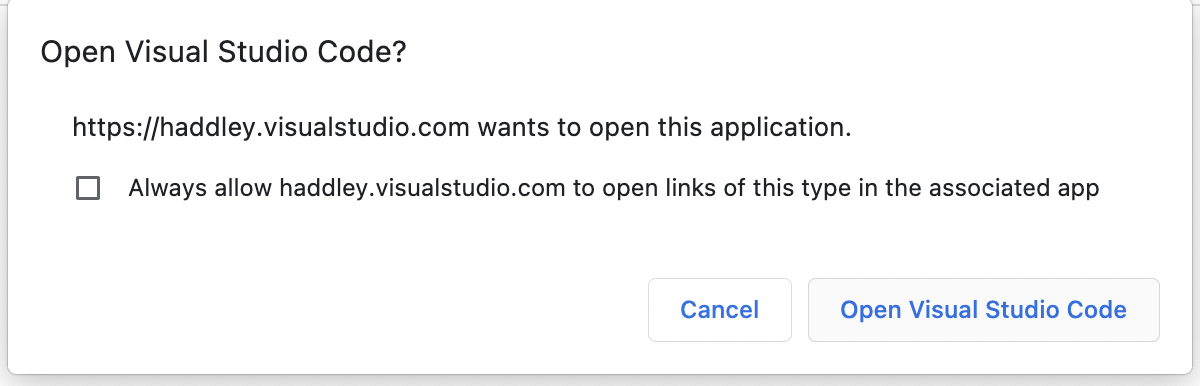 Open Visual Studio Code?
https://haddley.visualstudio.com wants to open this application.
Always allow haddley.visualstudio.com to open links of this type in the associated app
Cancel
Open Visual Studio Code